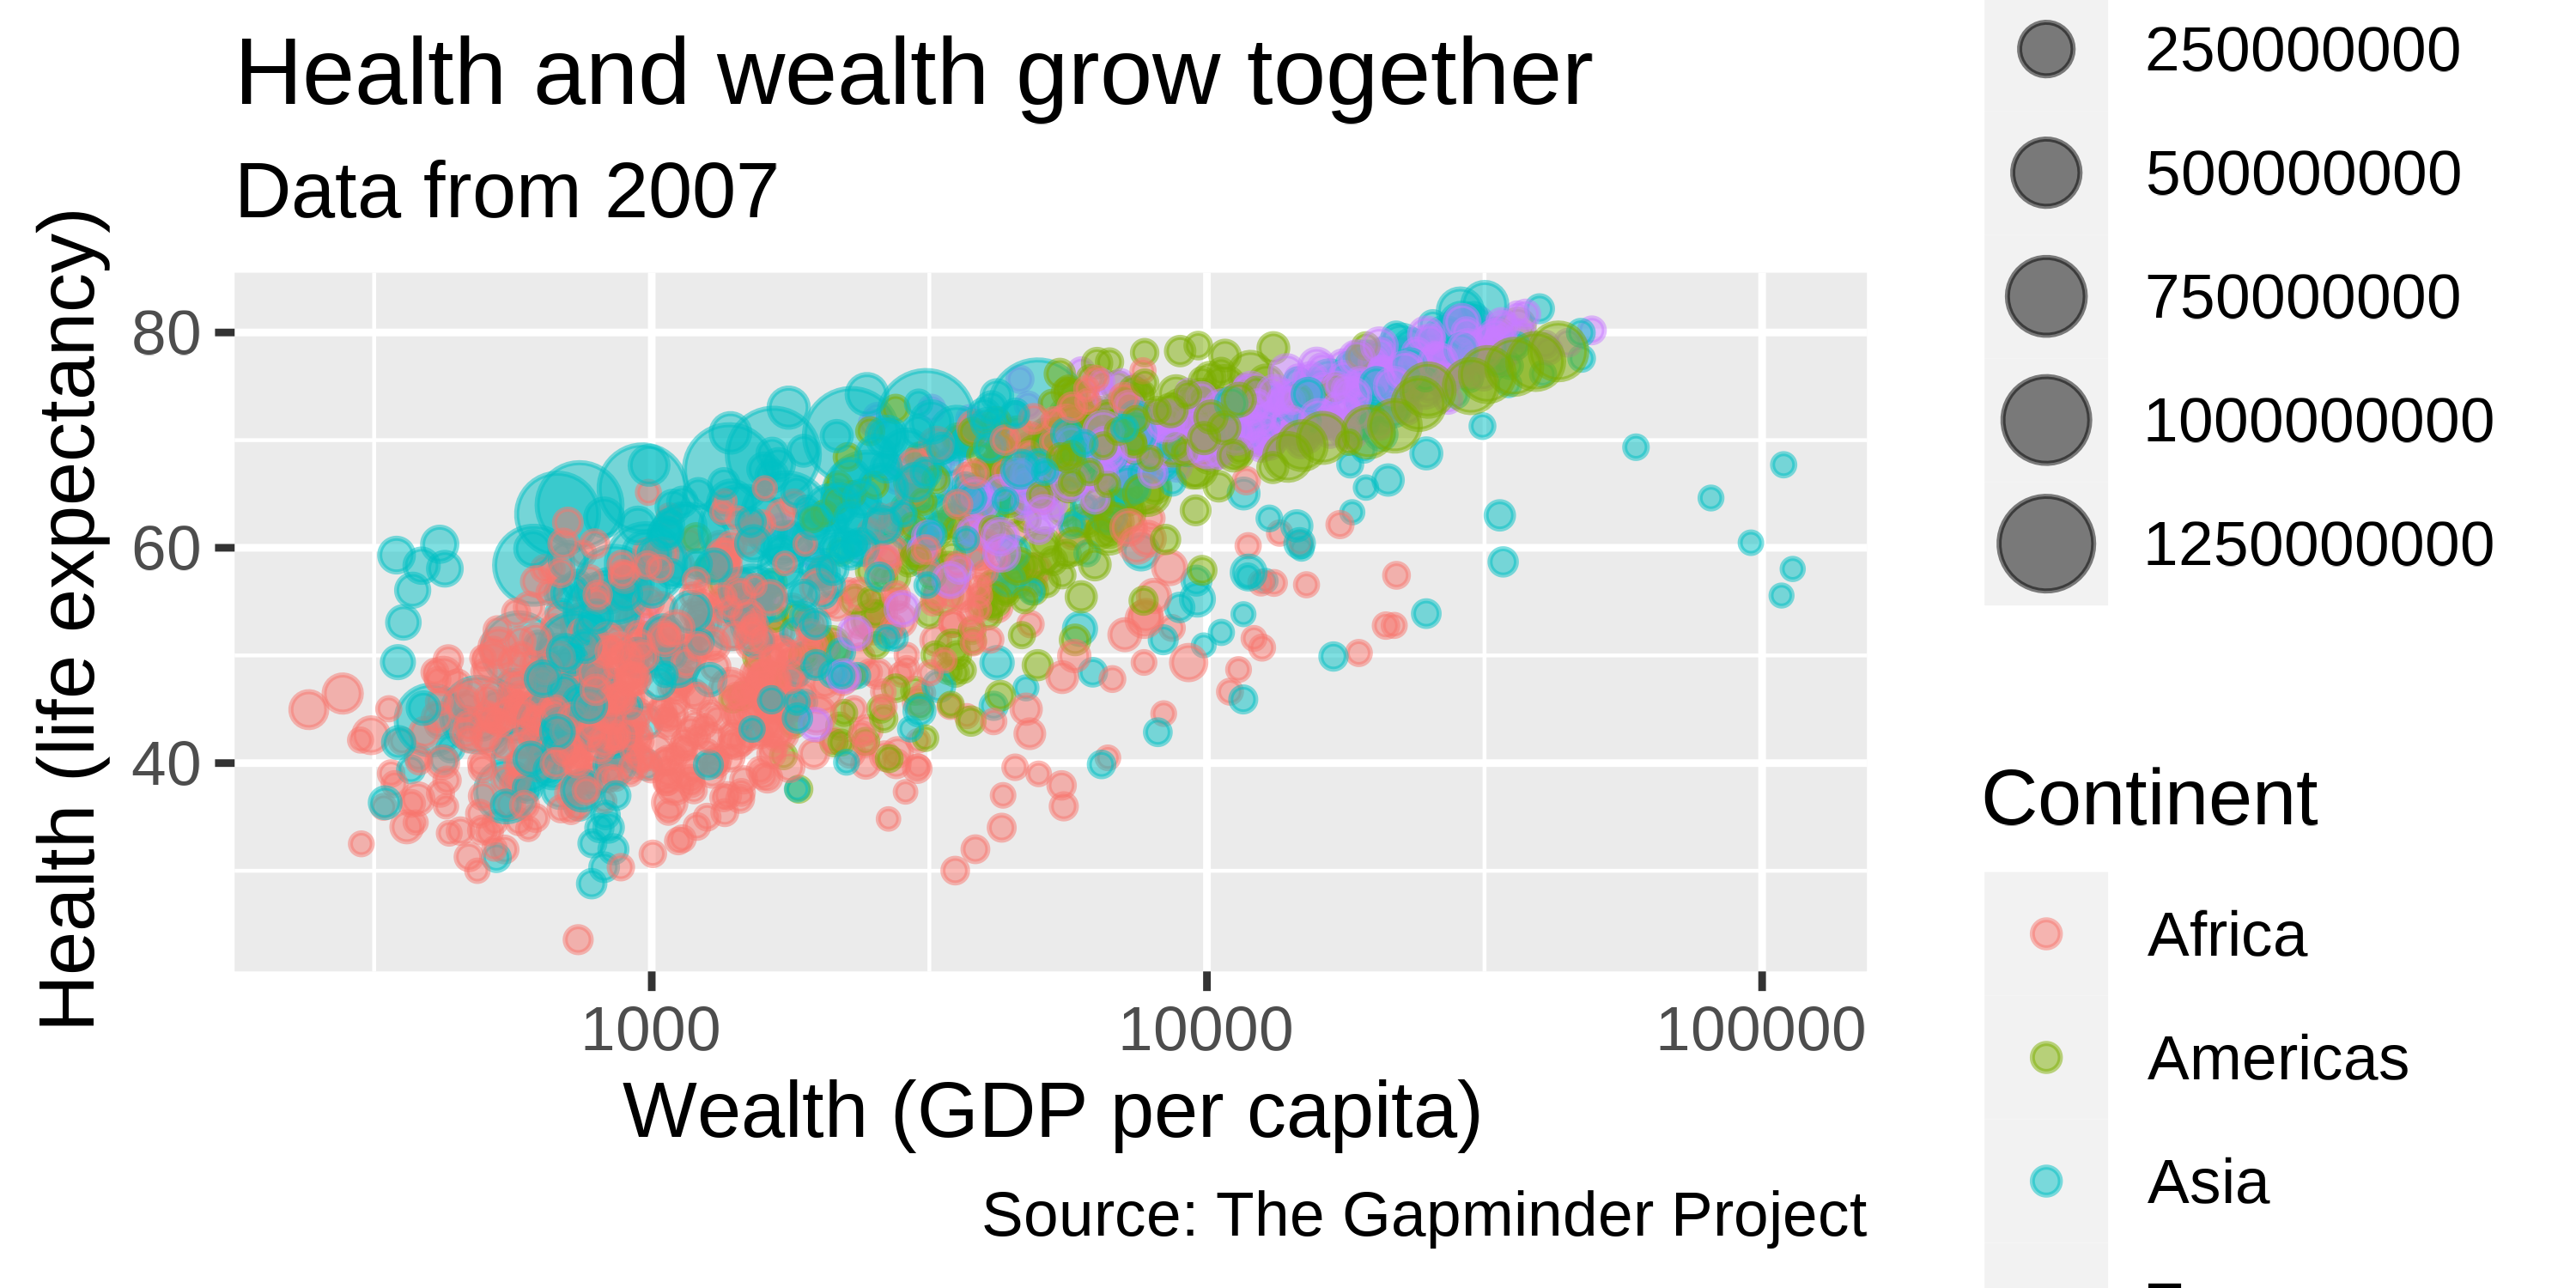 Health and wealth grow together
Data from 2007
Health (life expectancy)
80
60
40
1000 10000 100000
Wealth (GDP per capita)
Source: The Gapminder Project
250000000
500000000
750000000
1000000000
1250000000
Continent
Africa
Americas
Asia